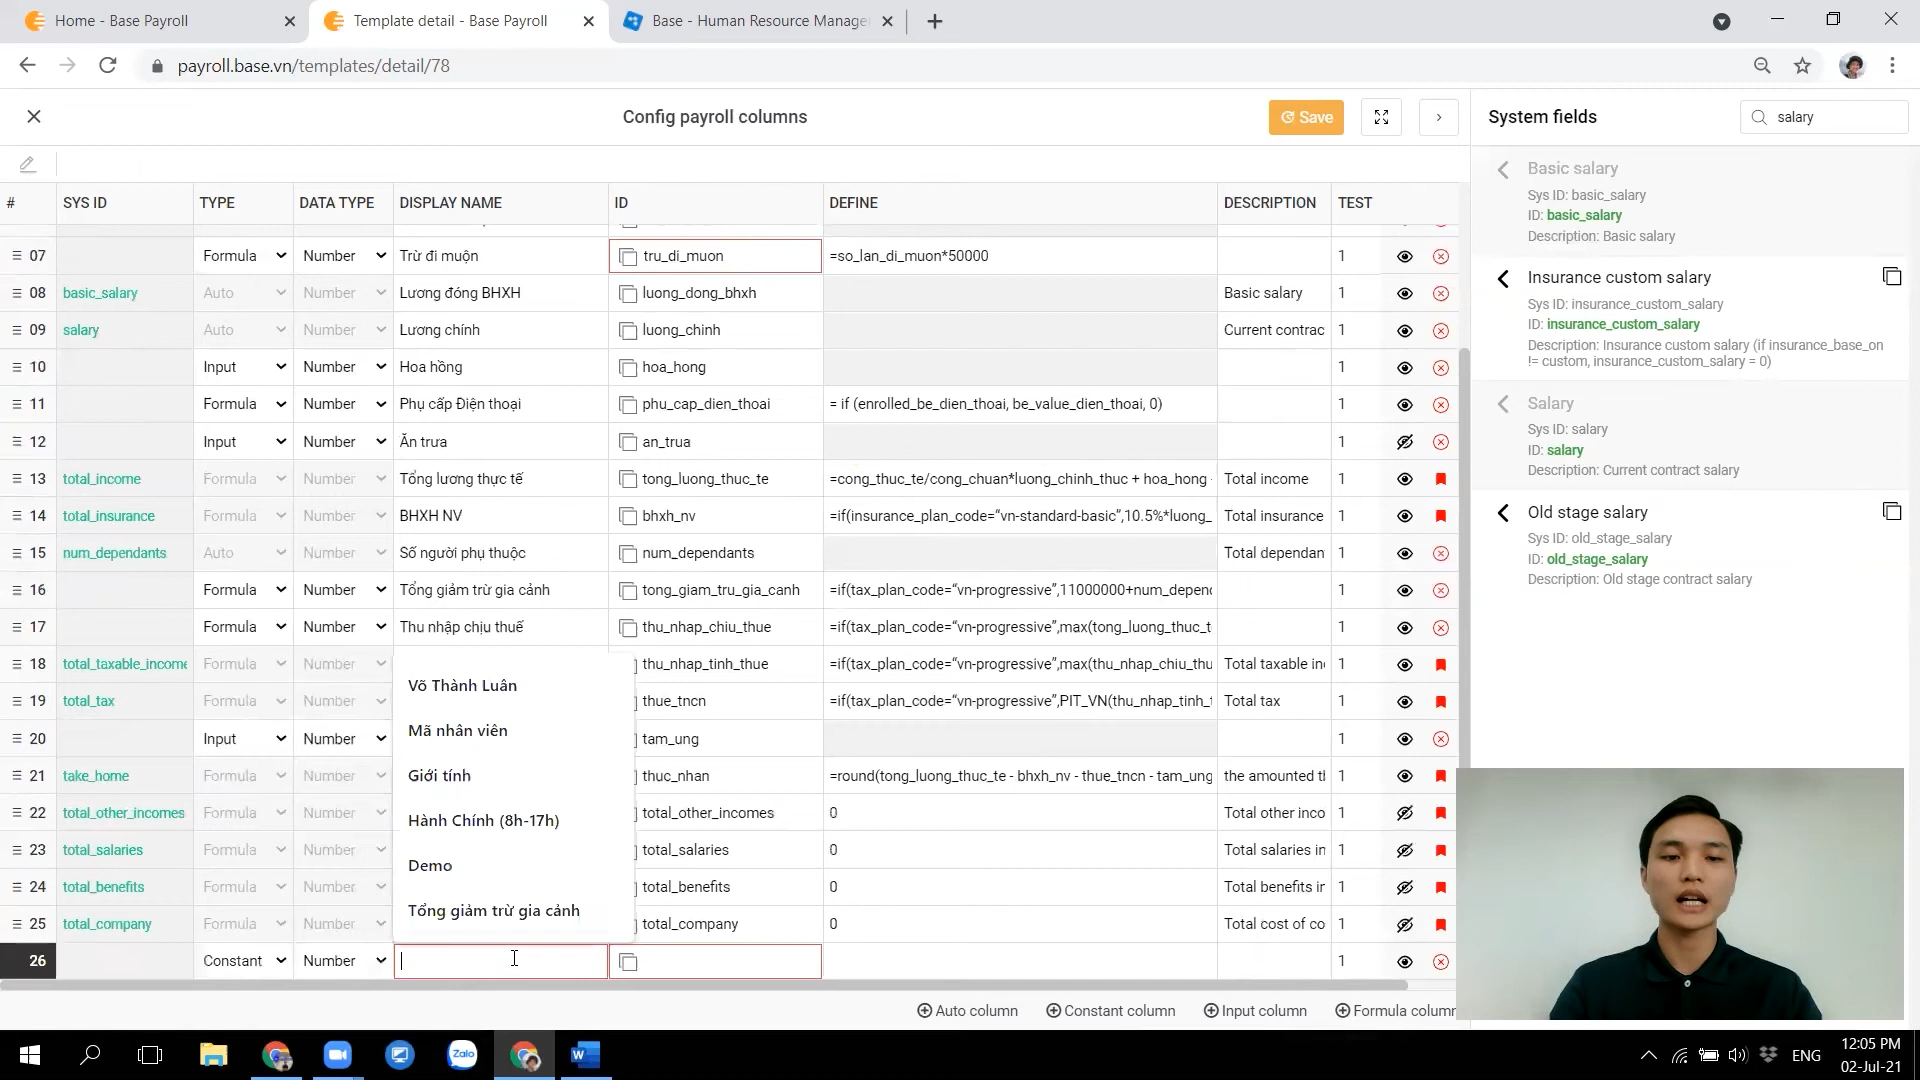 Home - Base Payroll
Template detail - Base Payroll
Base - Human Resource Manage
payroll.base.vn/templates/detail/78
Config payroll columns
Save
System fields
salary
# SYS ID TYPE DATA TYPE DISPLAY NAME ID DEFINE DESCRIPTION TEST
07 Formula Number Trừ đi muộn tru_di_muon =so_lan_di_muon*50000 1
08 basic_salary Auto Number Lương đóng BHXH luong_dong_bhxh Basic salary 1
09 salary Auto Number Lương chính luong_chinh Current contrac 1
10 Input Number Hoa hồng hoa_hong 1
11 Formula Number Phụ cấp Điện thoại phu_cap_dien_thoai = if (enrolled_be_dien_thoai, be_value_dien_thoai, 0) 1
12 Input Number Ăn trưa an_trua 1
13 total_income Formula Number Tổng lương thực tế tong_luong_thuc_te =cong_thuc_te/cong_chuan*luong_chinh_thuc + hoa_hong Total income 1
14 total_insurance Formula Number BHXH NV bhxh_nv =if(insurance_plan_code=“vn-standard-basic”,10.5%*luong_ Total insurance 1
15 num_dependants Auto Number Số người phụ thuộc num_dependants Total dependan 1
16 Formula Number Tổng giảm trừ gia cảnh tong_giam_tru_gia_canh =if(tax_plan_code=“vn-progressive”,11000000+num_depend 1
17 Formula Number Thu nhập chịu thuế thu_nhap_chiu_thue =if(tax_plan_code=“vn-progressive”,max(tong_luong_thuc_t 1
18 total_taxable_income Formula Number thu_nhap_tinh_thue =if(tax_plan_code=“vn-progressive”,max(thu_nhap_chiu_thu Total taxable in 1
19 total_tax Formula Number thue_tncn =if(tax_plan_code=“vn-progressive”,PIT_VN(thu_nhap_tinh_t Total tax 1
20 Input Number tam_ung 1
21 take_home Formula Number thuc_nhan =round(tong_luong_thuc_te - bhxh_nv - thue_tncn - tam_ung the amounted t 1
22 total_other_incomes Formula Number total_other_incomes 0 Total other inco 1
23 total_salaries Formula Number total_salaries 0 Total salaries in 1
24 total_benefits Formula Number total_benefits 0 Total benefits ir 1
25 total_company Formula Number total_company 0 Total cost of co 1
26 Constant Number 1
Võ Thành Luân
Mã nhân viên
Giới tính
Hành Chính (8h-17h)
Demo
Tổng giảm trừ gia cảnh
Auto column Constant column Input column Formula column
Basic salary
Sys ID: basic_salary
ID: basic_salary
Description: Basic salary
Insurance custom salary
Sys ID: insurance_custom_salary
ID: insurance_custom_salary
Description: Insurance custom salary (if insurance_base_on
!= custom, insurance_custom_salary = 0)
Salary
Sys ID: salary
ID: salary
Description: Current contract salary
Old stage salary
Sys ID: old_stage_salary
ID: old_stage_salary
Description: Old stage contract salary
Zalo
W
ENG
12:05 PM
02-Jul-21